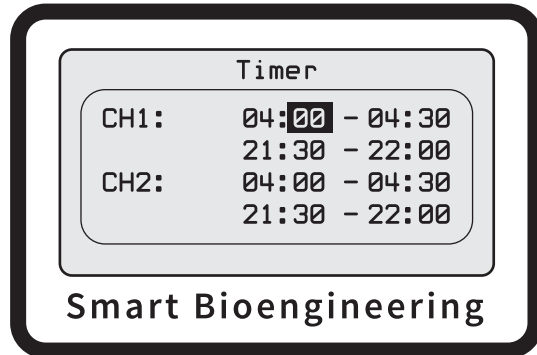 Timer
CH1: 04:00 - 04:30
21:30 - 22:00
CH2: 04:00 - 04:30
21:30 - 22:00
Smart Bioengineering